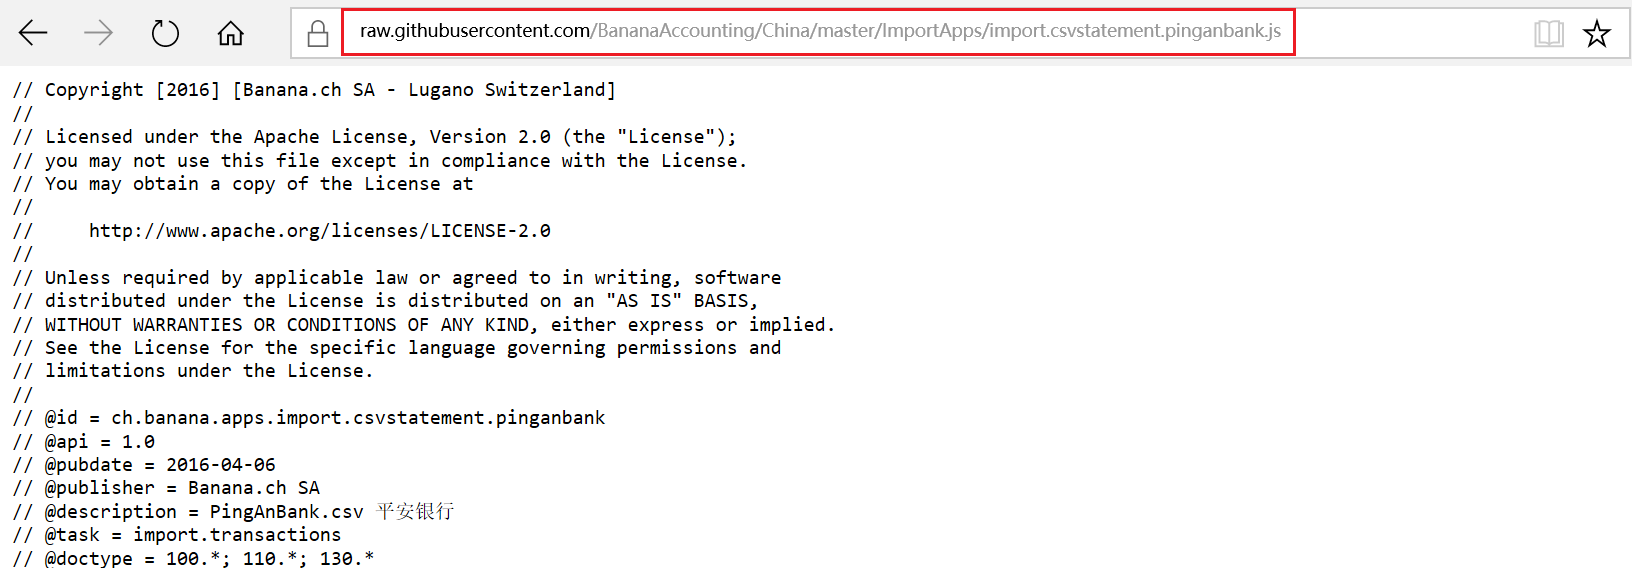 raw.githubusercontent.com/BananaAccounting/China/master/ImportApps/import.csvstatement.pinganbank.js
// Copyright [2016] [Banana.ch SA - Lugano Switzerland]
//
// Licensed under the Apache License, Version 2.0 (the "License");
// you may not use this file except in compliance with the License.
// You may obtain a copy of the License at
//
//     http://www.apache.org/licenses/LICENSE-2.0
//
// Unless required by applicable law or agreed to in writing, software
// distributed under the License is distributed on an "AS IS" BASIS,
// WITHOUT WARRANTIES OR CONDITIONS OF ANY KIND, either express or implied.
// See the License for the specific language governing permissions and
// limitations under the License.
//
// @id = ch.banana.apps.import.csvstatement.pinganbank
// @api = 1.0
// @pubdate = 2016-04-06
// @publisher = Banana.ch SA
// @description = PingAnBank.csv 平安银行
// @task = import.transactions
// @doctype = 100.*; 110.*; 130.*